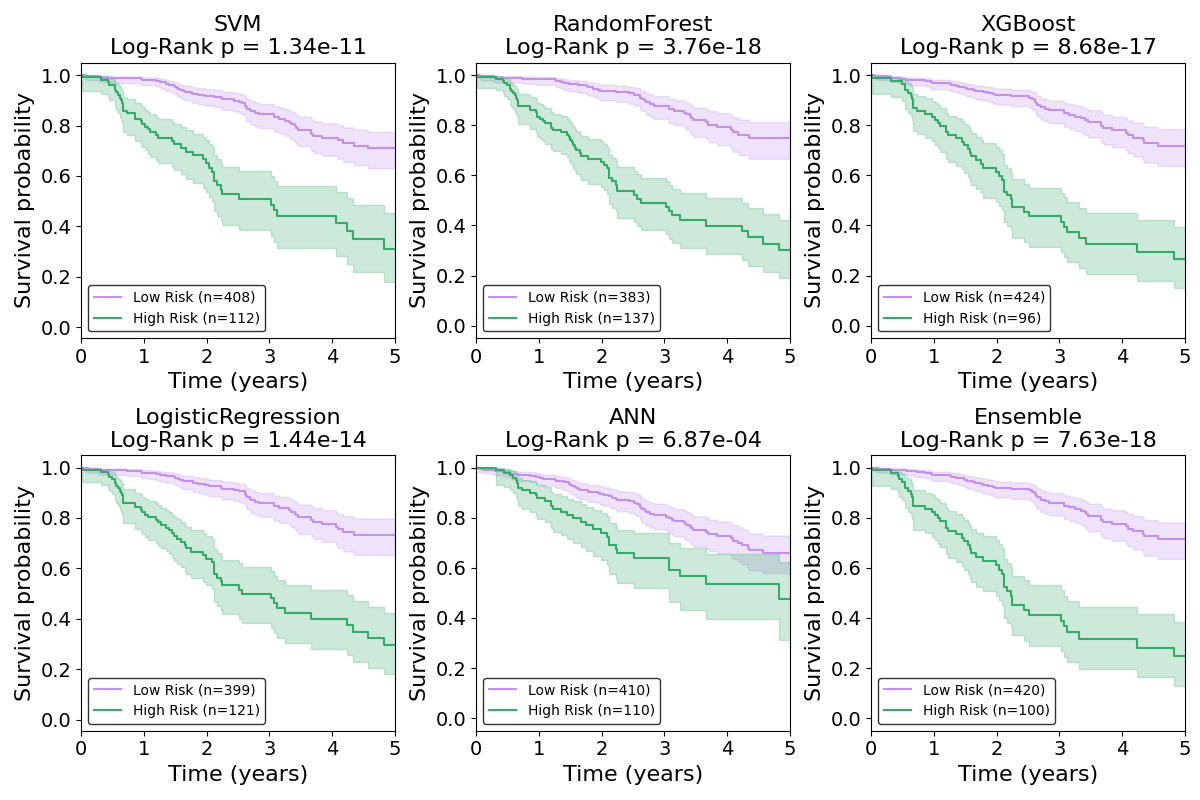 SVM
Log-Rank p = 1.34e-11
Survival probability
1.0
0.8
0.6
0.4
0.2
0.0
Low Risk (n=408)
High Risk (n=112)
0 1 2 3 4 5
Time (years)
RandomForest
Log-Rank p = 3.76e-18
Survival probability
1.0
0.8
0.6
0.4
0.2
0.0
Low Risk (n=383)
High Risk (n=137)
0 1 2 3 4 5
Time (years)
XGBoost
Log-Rank p = 8.68e-17
Survival probability
1.0
0.8
0.6
0.4
0.2
0.0
Low Risk (n=424)
High Risk (n=96)
0 1 2 3 4 5
Time (years)
LogisticRegression
Log-Rank p = 1.44e-14
Survival probability
1.0
0.8
0.6
0.4
0.2
0.0
Low Risk (n=399)
High Risk (n=121)
0 1 2 3 4 5
Time (years)
ANN
Log-Rank p = 6.87e-04
Survival probability
1.0
0.8
0.6
0.4
0.2
0.0
Low Risk (n=410)
High Risk (n=110)
0 1 2 3 4 5
Time (years)
Ensemble
Log-Rank p = 7.63e-18
Survival probability
1.0
0.8
0.6
0.4
0.2
0.0
Low Risk (n=420)
High Risk (n=100)
0 1 2 3 4 5
Time (years)